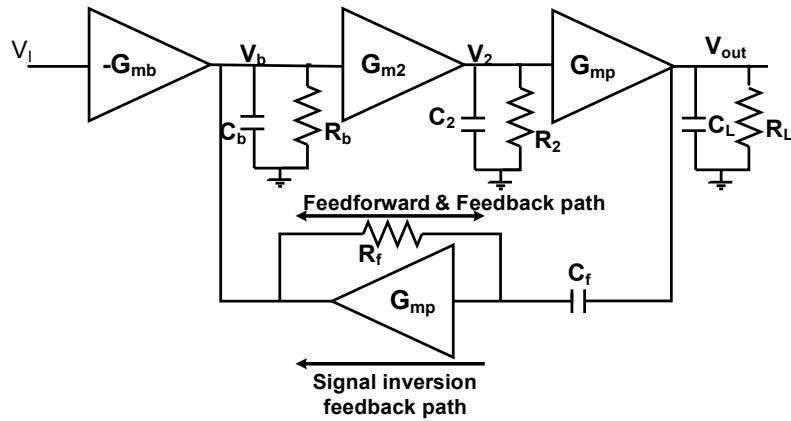 V_I
-G_mb
V_b
G_m2
V_2
G_mp
V_out
C_b
R_b
C_2
R_2
C_L
R_L
Feedforward & Feedback path
R_f
G_mp
C_f
Signal inversion
feedback path